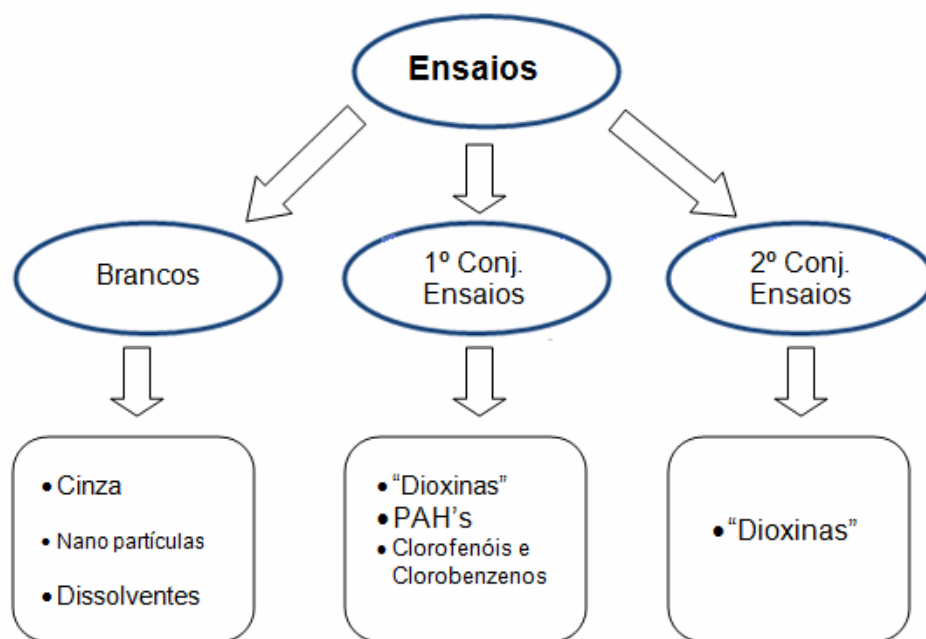 Ensaios
Brancos
1º Conj.
Ensaios
2º Conj.
Ensaios
• Cinza
• Nano partículas
• Dissolventes
• “Dioxinas”
• PAH's
• Clorofenóis e
Clorobenzenos
• “Dioxinas”